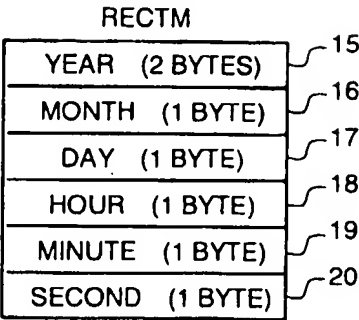 RECTM
YEAR (2 BYTES) 15
MONTH (1 BYTE) 16
DAY (1 BYTE) 17
HOUR (1 BYTE) 18
MINUTE (1 BYTE) 19
SECOND (1 BYTE) 20